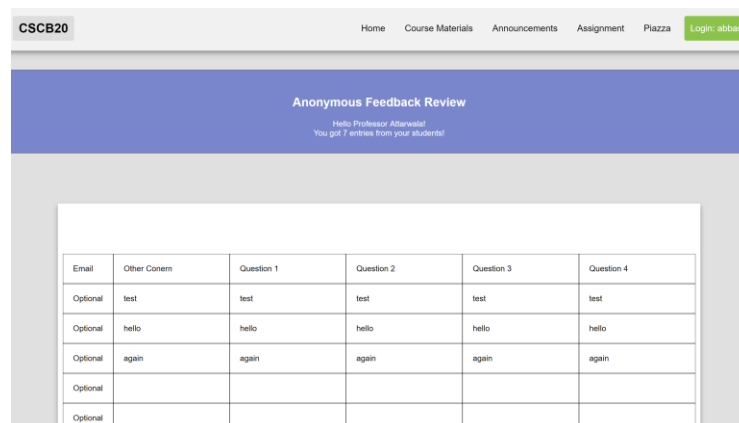 CSCB20 Home Course Materials Announcements Assignment Piazza Login: abbas
Anonymous Feedback Review
Hello Professor Attarwala!
You got 7 entries from your students!
Email Other Conern Question 1 Question 2 Question 3 Question 4
Optional test test test test test
Optional hello hello hello hello hello
Optional again again again again again
Optional
Optional